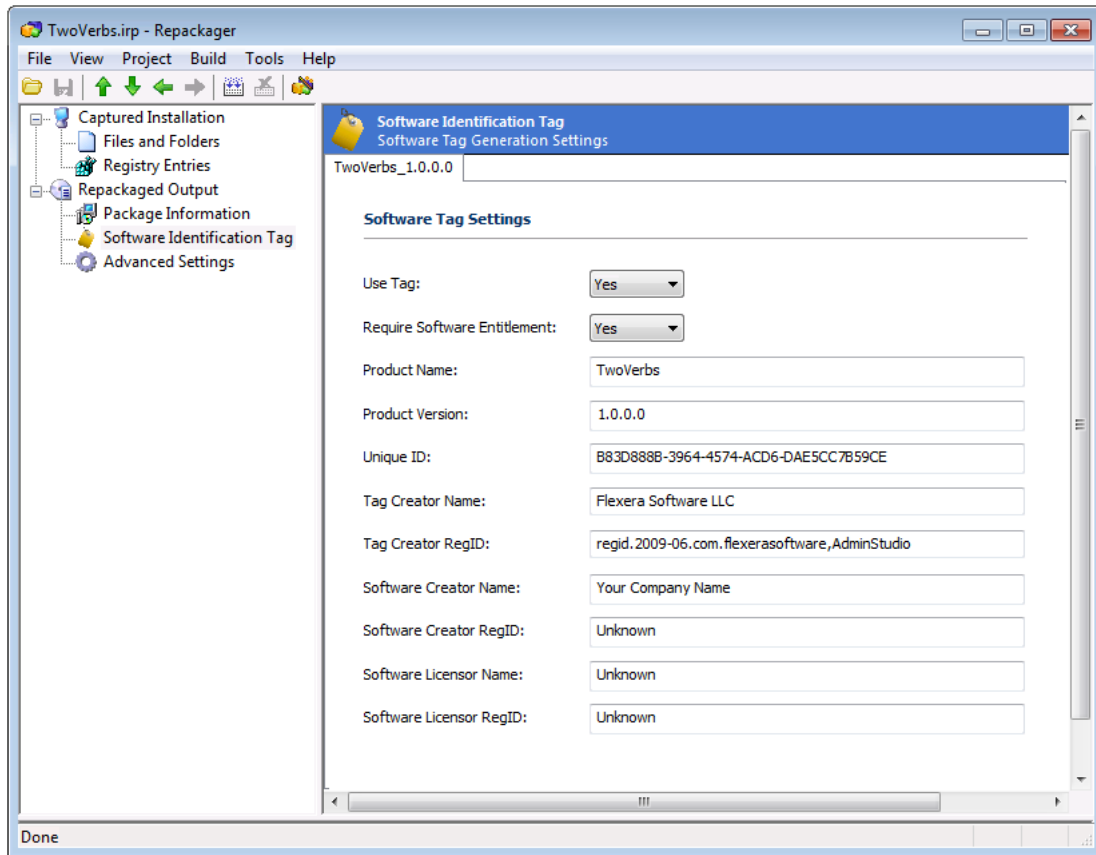 TwoVerbs.irp - Repackager
File View Project Build Tools Help
Captured Installation
Files and Folders
Registry Entries
Repackaged Output
Package Information
Software Identification Tag
Advanced Settings
Software Identification Tag
Software Tag Generation Settings
TwoVerbs_1.0.0.0
Software Tag Settings
Use Tag: Yes
Require Software Entitlement: Yes
Product Name: TwoVerbs
Product Version: 1.0.0.0
Unique ID: B83D888B-3964-4574-ACD6-DAE5CC7B59CE
Tag Creator Name: Flexera Software LLC
Tag Creator RegID: regid.2009-06.com.flexerasoftware,AdminStudio
Software Creator Name: Your Company Name
Software Creator RegID: Unknown
Software Licensor Name: Unknown
Software Licensor RegID: Unknown
Done